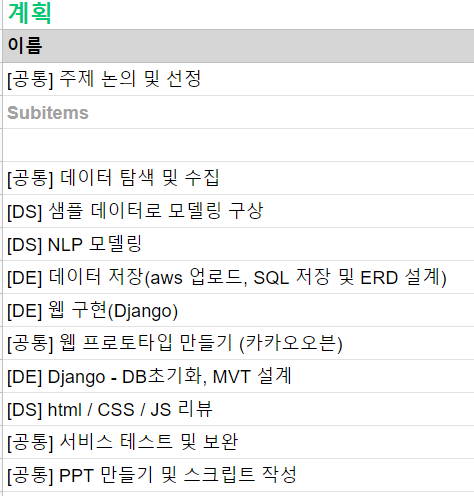 계획
이름
[공통] 주제 논의 및 선정
Subitems
[공통] 데이터 탐색 및 수집
[DS] 샘플 데이터로 모델링 구상
[DS] NLP 모델링
[DE] 데이터 저장(aws 업로드, SQL 저장 및 ERD 설계)
[DE] 웹 구현(Django)
[공통] 웹 프로토타입 만들기 (카카오오븐)
[DE] Django - DB초기화, MVT 설계
[DS] html / CSS / JS 리뷰
[공통] 서비스 테스트 및 보완
[공통] PPT 만들기 및 스크립트 작성